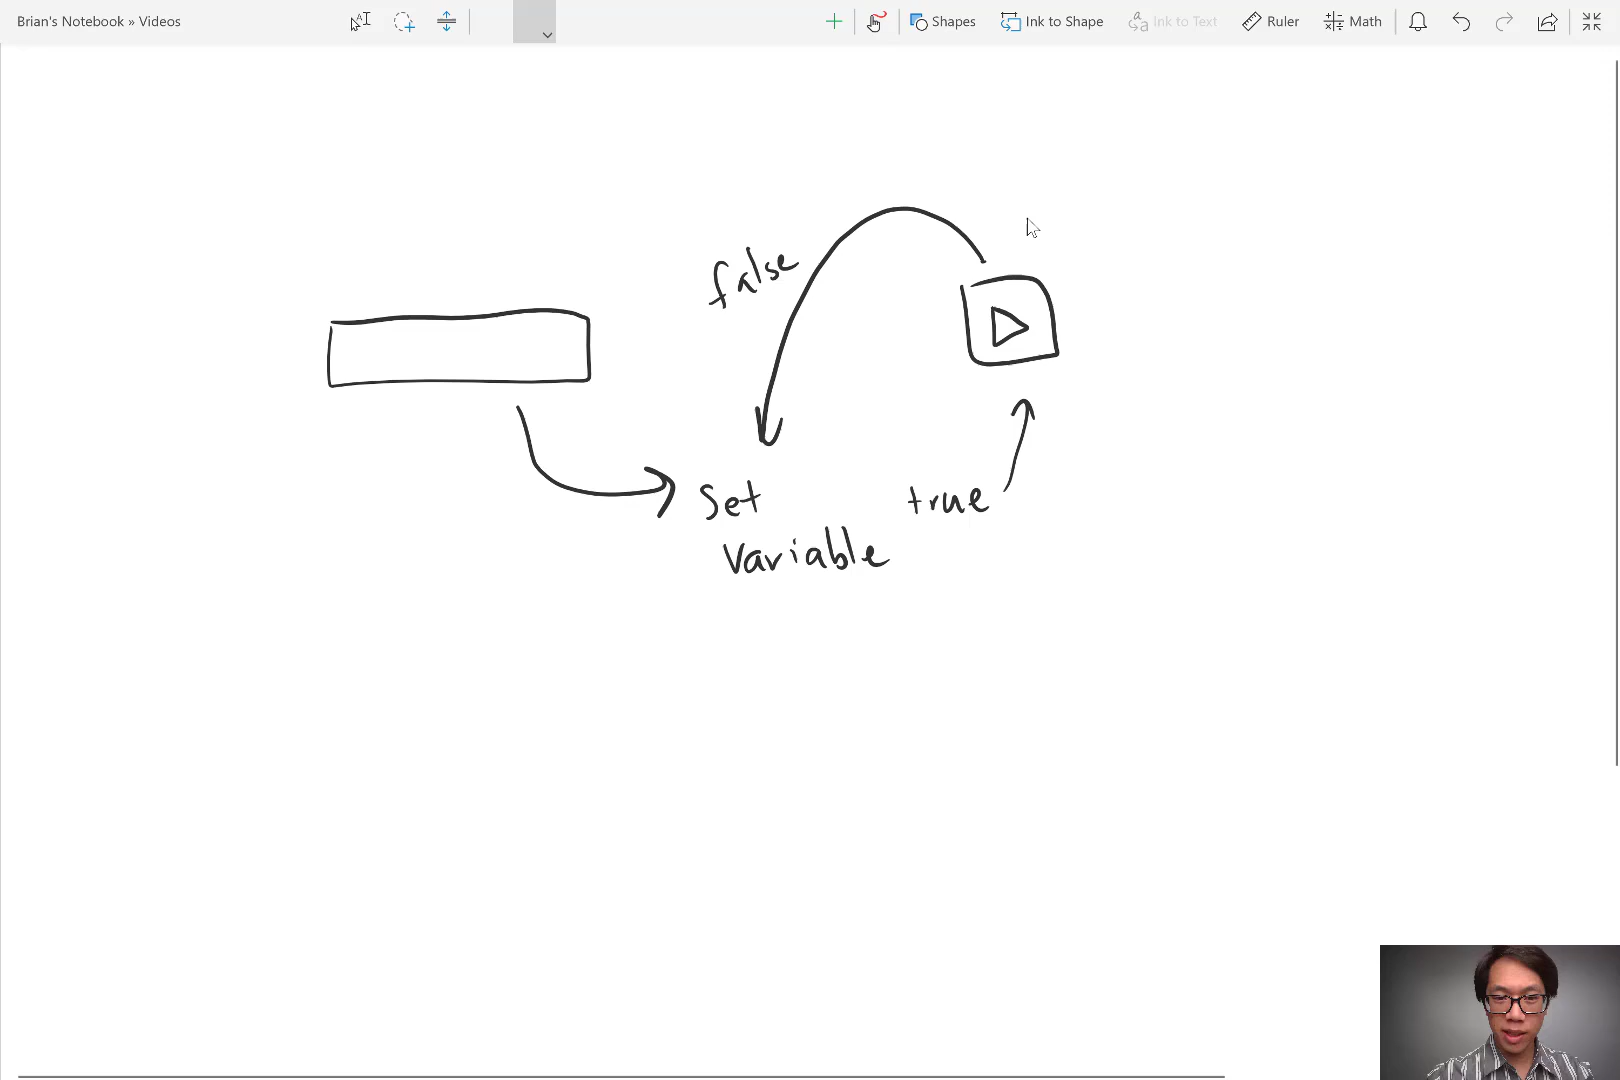 Brian's Notebook » Videos
Shapes
Ink to Shape
Ink to Text
Ruler
Math
false
Set true
Variable